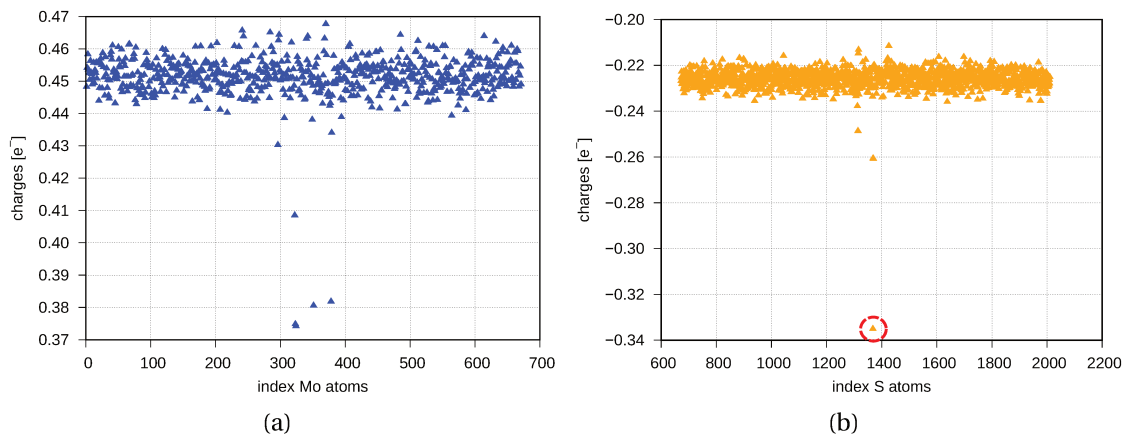 0.47
0.46
0.45
0.44
0.43
0.42
0.41
0.40
0.39
0.38
0.37
charges [e⁻]
0 100 200 300 400 500 600 700
index Mo atoms
(a)
−0.20
−0.22
−0.24
−0.26
−0.28
−0.30
−0.32
−0.34
charges [e⁻]
600 800 1000 1200 1400 1600 1800 2000 2200
index S atoms
(b)